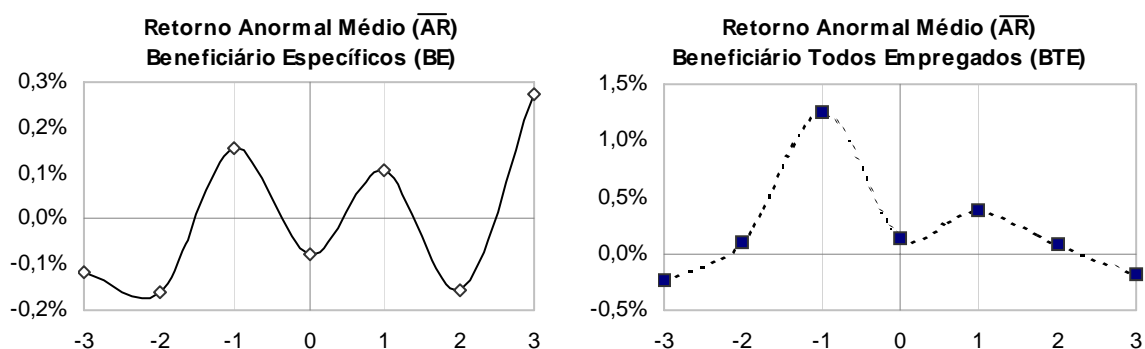 Retorno Anormal Médio (AR)
Beneficiário Específicos (BE)
0,3%
0,2%
0,1%
0,0%
-0,1%
-0,2%
-3 -2 -1 0 1 2 3
Retorno Anormal Médio (AR)
Beneficiário Todos Empregados (BTE)
1,5%
1,0%
0,5%
0,0%
-0,5%
-3 -2 -1 0 1 2 3